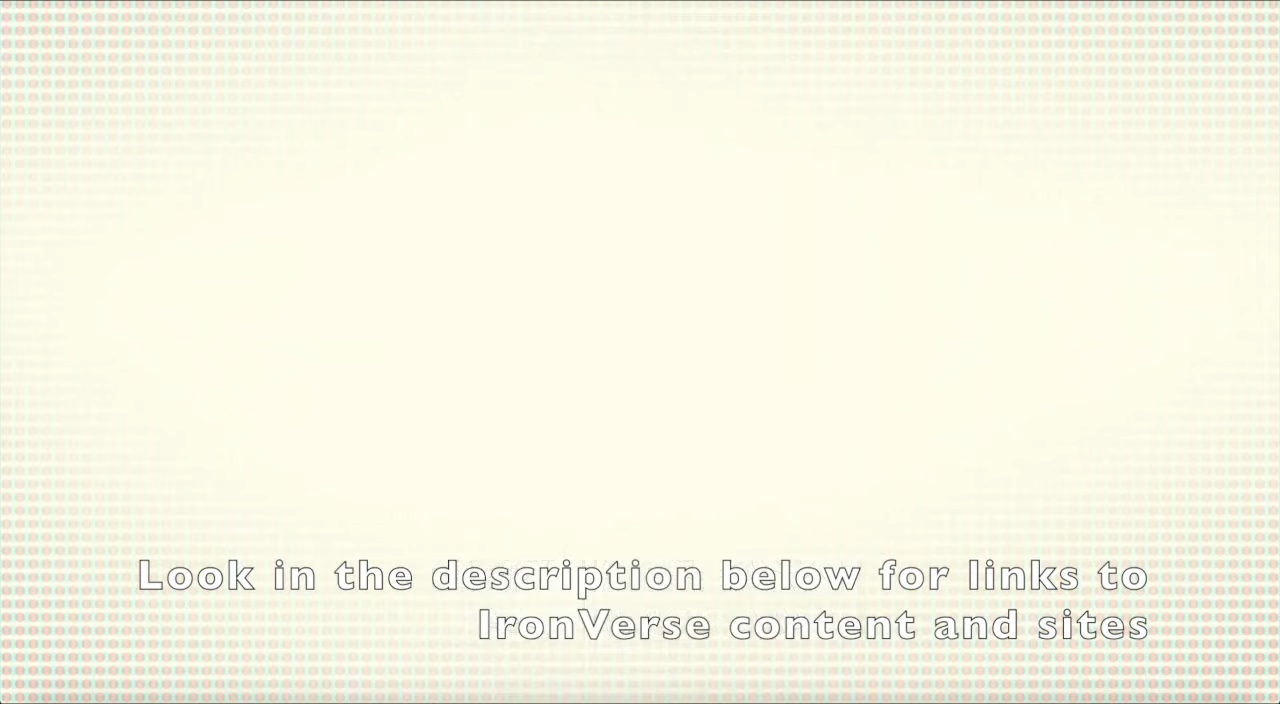 Look in the description below for links to
IronVerse content and sites